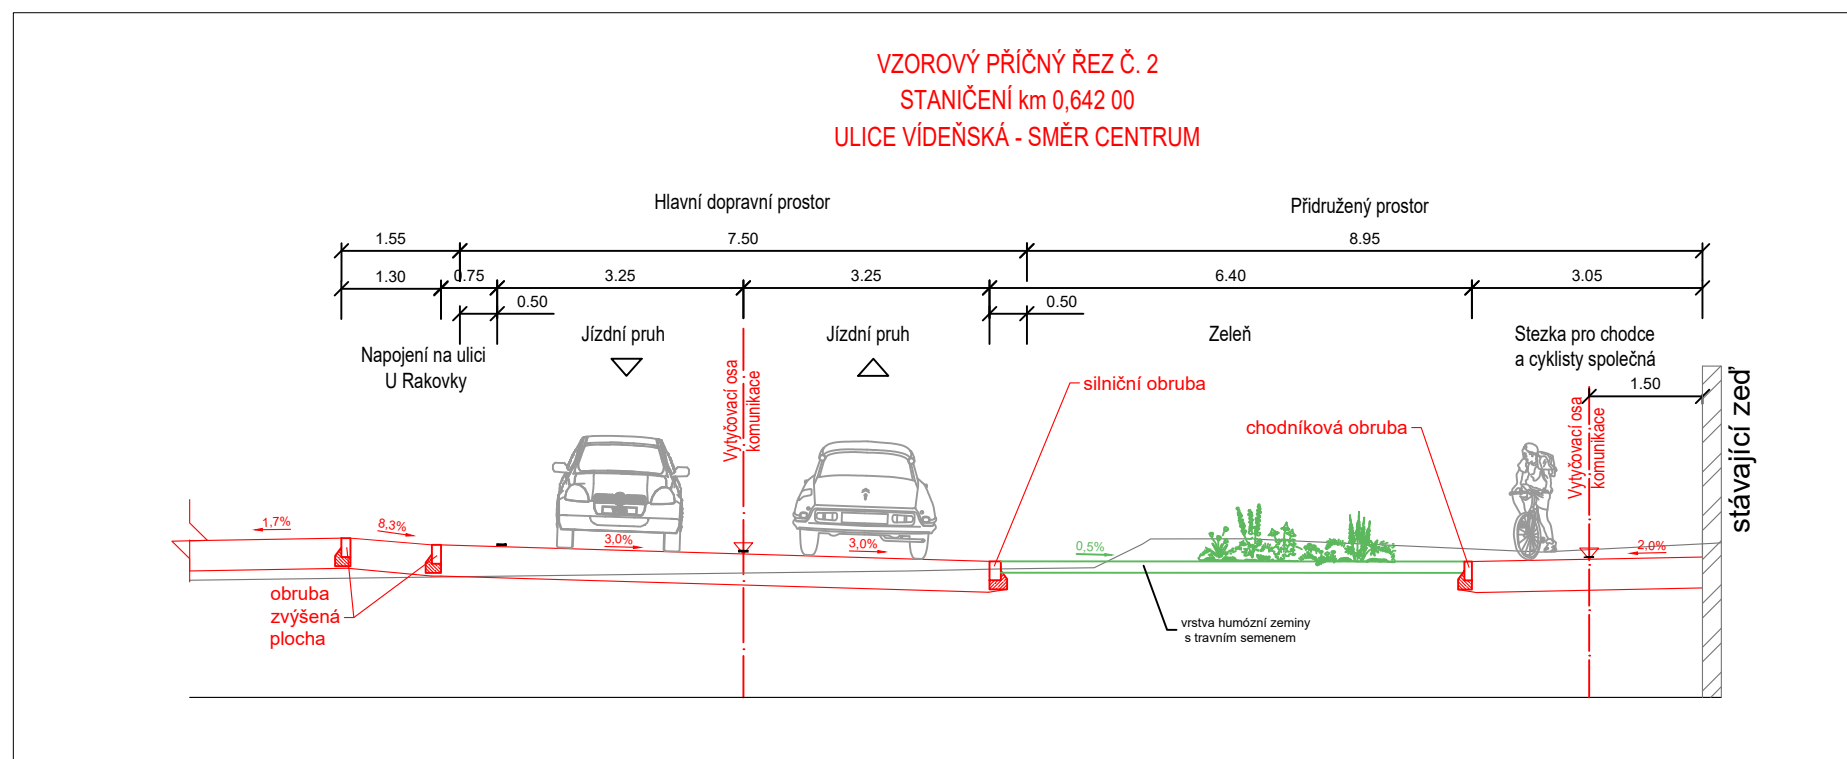 VZOROVÝ PŘÍČNÝ ŘEZ Č. 2
STANIČENÍ km 0,642 00
ULICE VÍDEŇSKÁ - SMĚR CENTRUM
Hlavní dopravní prostor
Přidružený prostor
1.55
7.50
8.95
1.30
0.75
3.25
3.25
6.40
3.05
0.50
0.50
Jízdní pruh
Jízdní pruh
Zeleň
Stezka pro chodce
a cyklisty společná
Napojení na ulici
U Rakovky
1.50
silniční obruba
chodníková obruba
Vytyčovací osa
komunikace
Vytyčovací osa
komunikace
stávající zeď
1,7%
8,3%
3,0%
3,0%
0,5%
2,0%
obruba
zvýšená
plocha
vrstva humózní zeminy
s travním semenem